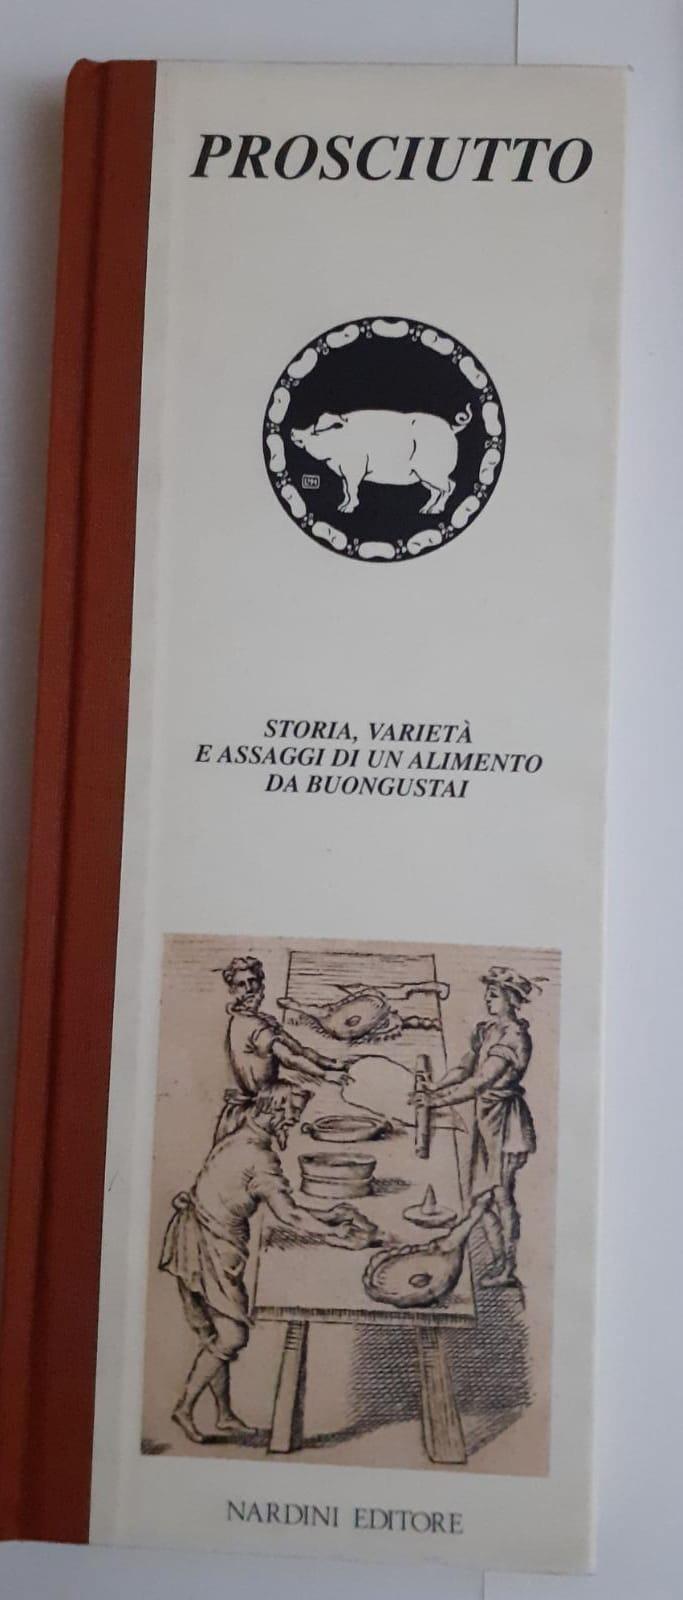 PROSCIUTTO
STORIA, VARIETÀ
E ASSAGGI DI UN ALIMENTO
DA BUONGUSTAI
NARDINI EDITORE